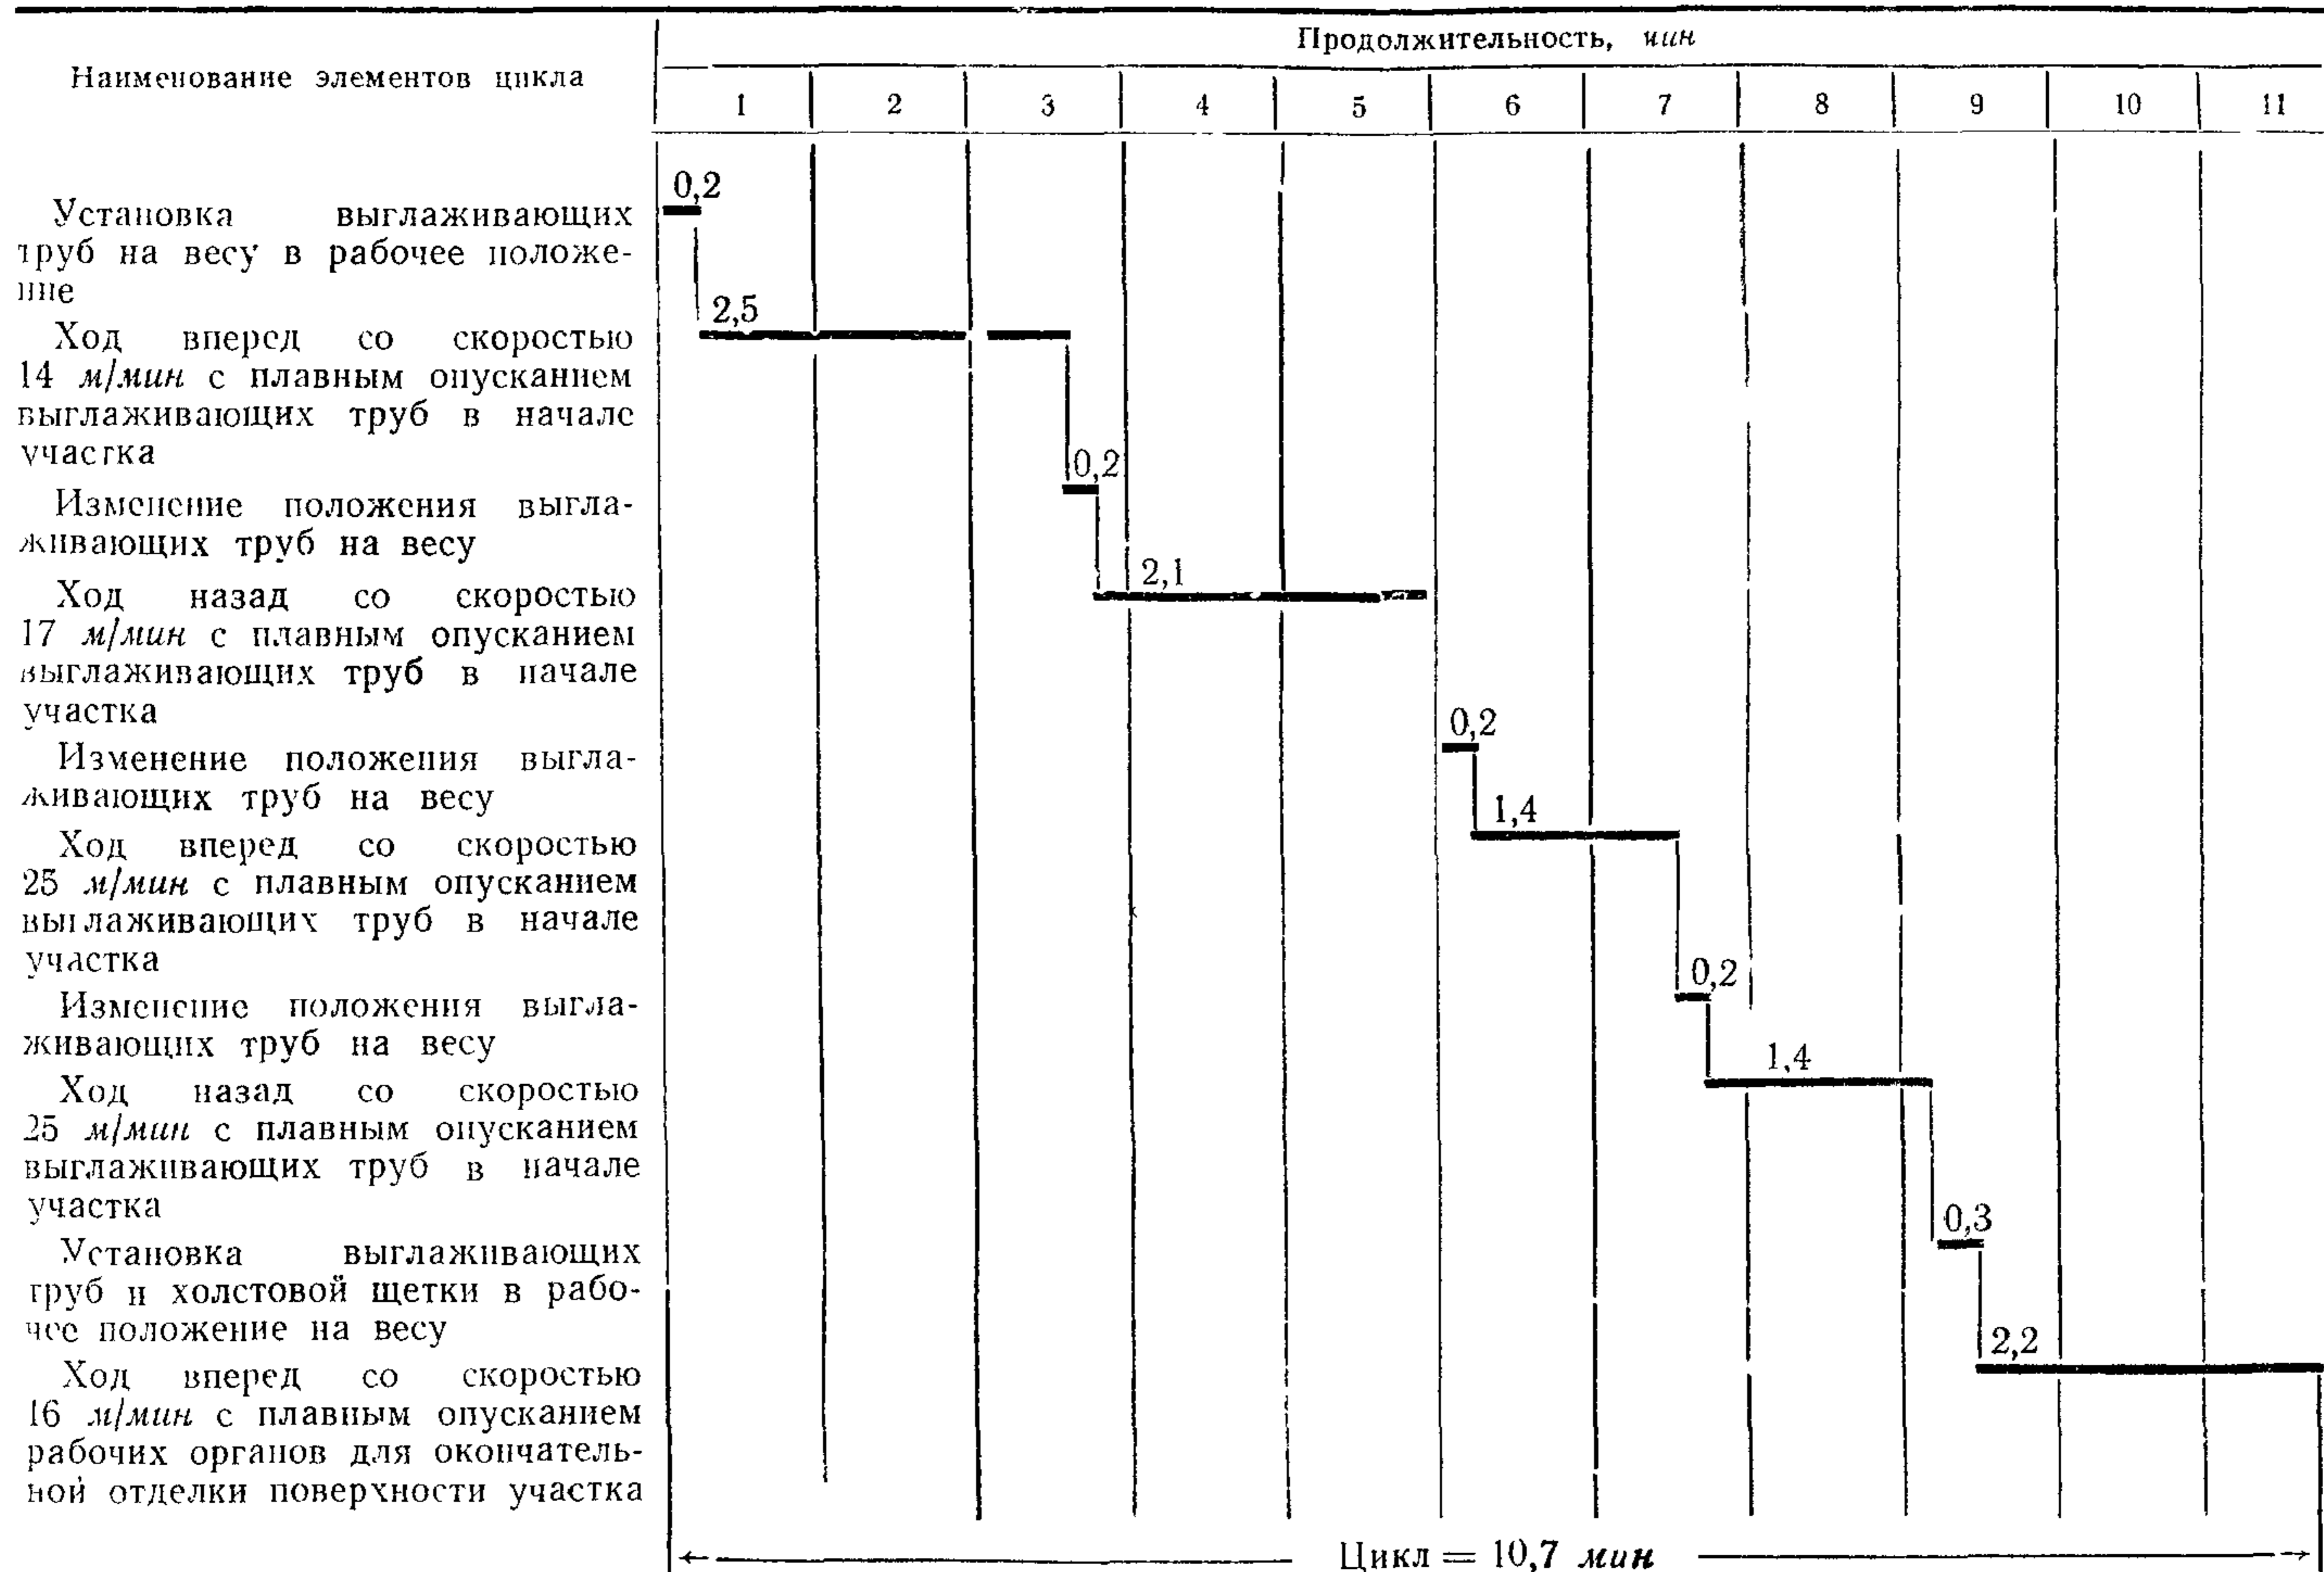 Продолжительность, мин
Наименование элементов цикла
1 2 3 4 5 6 7 8 9 10 11
0,2
Установка выглаживающих
труб на весу в рабочее положе-
ние
2,5
Ход вперед со скоростью
14 м/мин с плавным опусканием
выглаживающих труб в начале
участка
0,2
Изменение положения выгла-
живающих труб на весу
2,1
Ход назад со скоростью
17 м/мин с плавным опусканием
выглаживающих труб в начале
участка
0,2
Изменение положения выгла-
живающих труб на весу
1,4
Ход вперед со скоростью
25 м/мин с плавным опусканием
выглаживающих труб в начале
участка
0,2
Изменение положения выгла-
живающих труб на весу
1,4
Ход назад со скоростью
25 м/мин с плавным опусканием
выглаживающих труб в начале
участка
0,3
Установка выглаживающих
труб и холстовой щетки в рабо-
чее положение на весу
2,2
Ход вперед со скоростью
16 м/мин с плавным опусканием
рабочих органов для окончатель-
ной отделки поверхности участка
Цикл = 10,7 мин